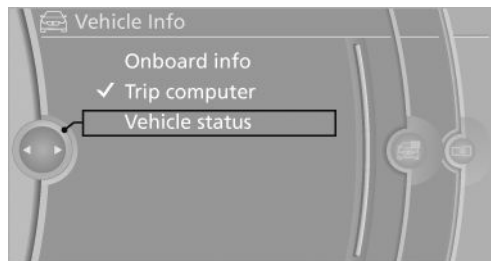 Vehicle Info
Onboard info
Trip computer
Vehicle status